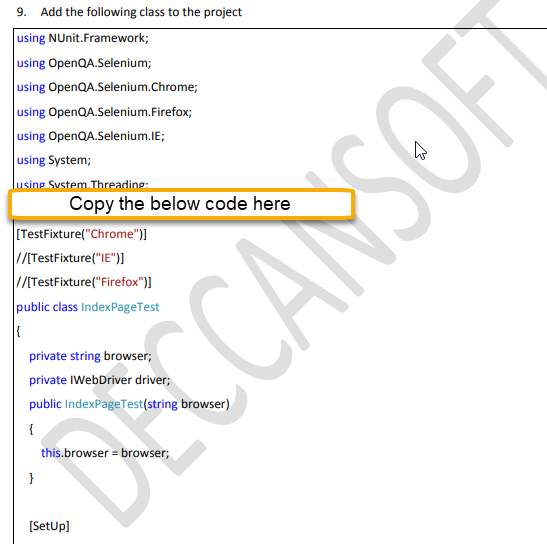 9. Add the following class to the project
using NUnit.Framework;
using OpenQA.Selenium;
using OpenQA.Selenium.Chrome;
using OpenQA.Selenium.Firefox;
using OpenQA.Selenium.IE;
using System;
using System.Threading;
Copy the below code here
[TestFixture("Chrome")]
//[TestFixture("IE")]
//[TestFixture("Firefox")]
public class IndexPageTest
{
private string browser;
private IWebDriver driver;
public IndexPageTest(string browser)
{
this.browser = browser;
}
[SetUp]
DECCANSOFT